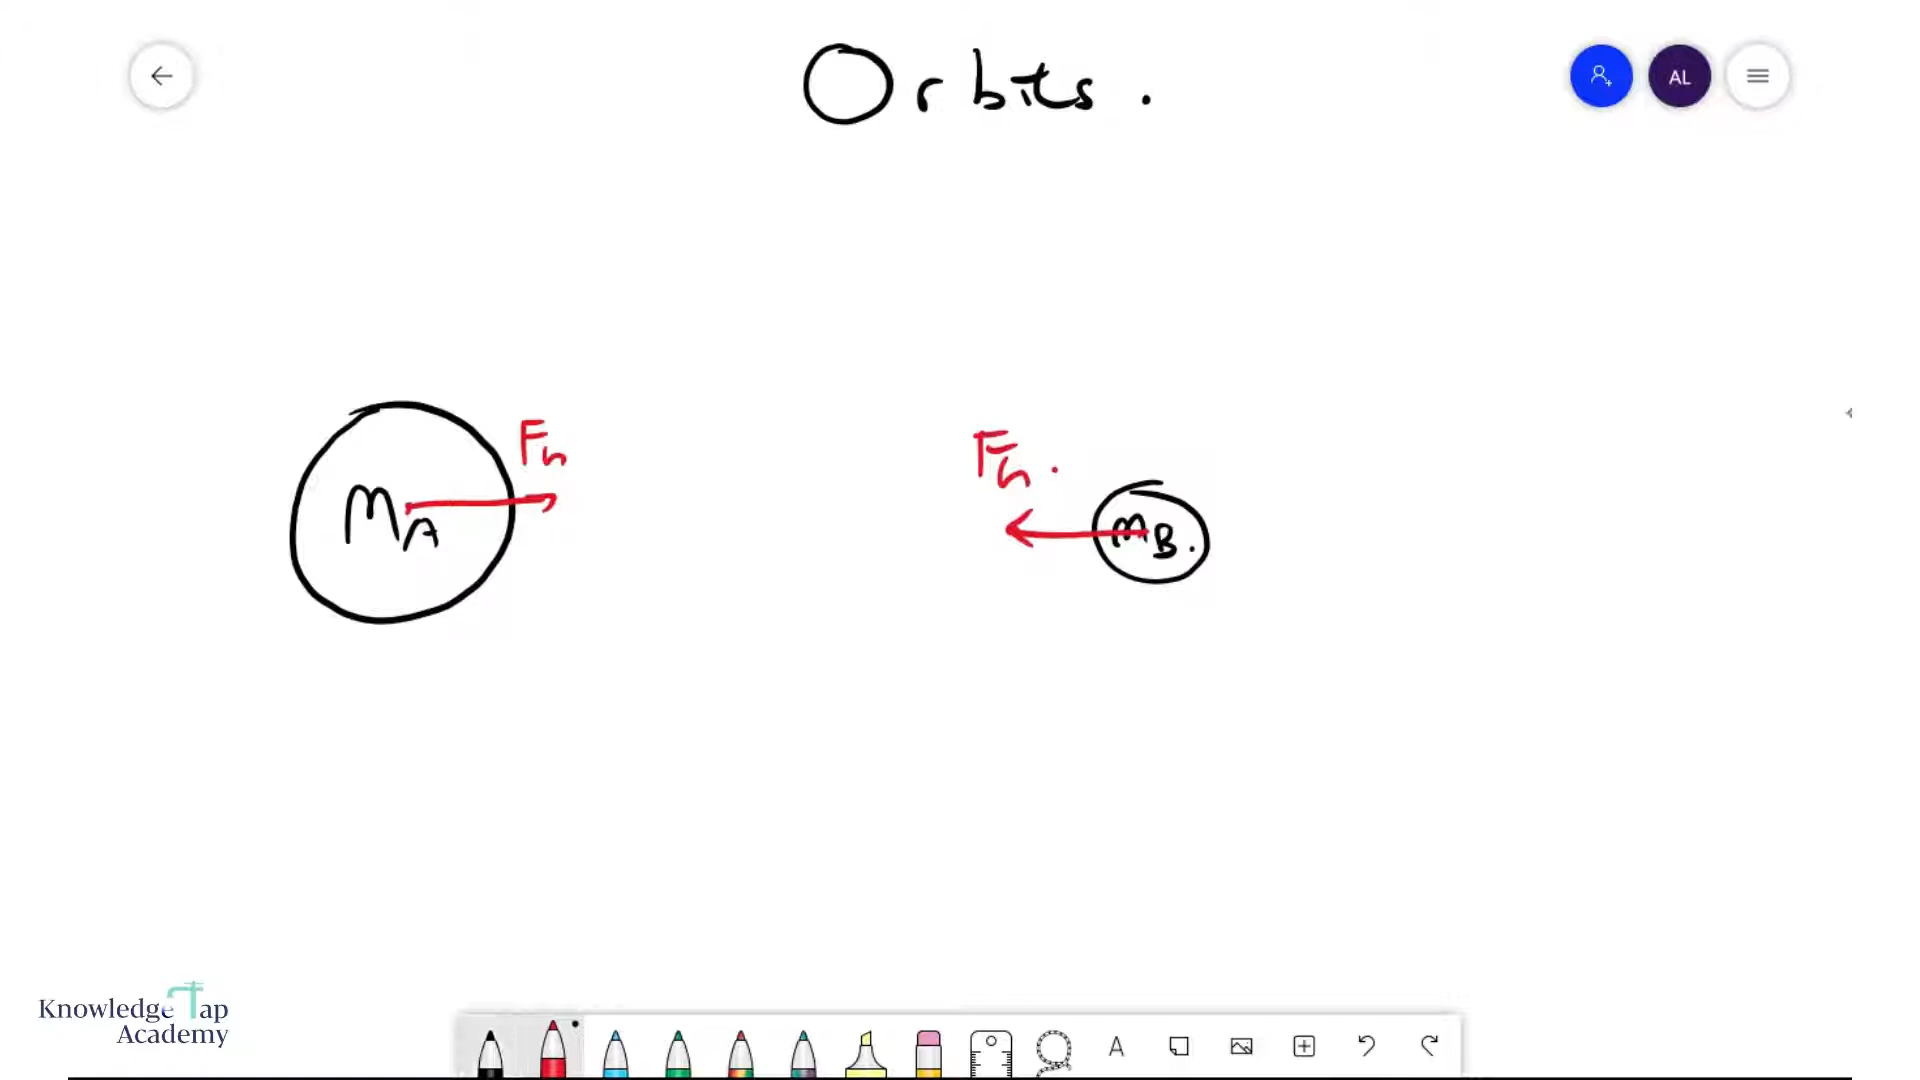 Orbits.
AL
Fn
Fn.
mA
mB.
Knowledge Tap
Academy
A